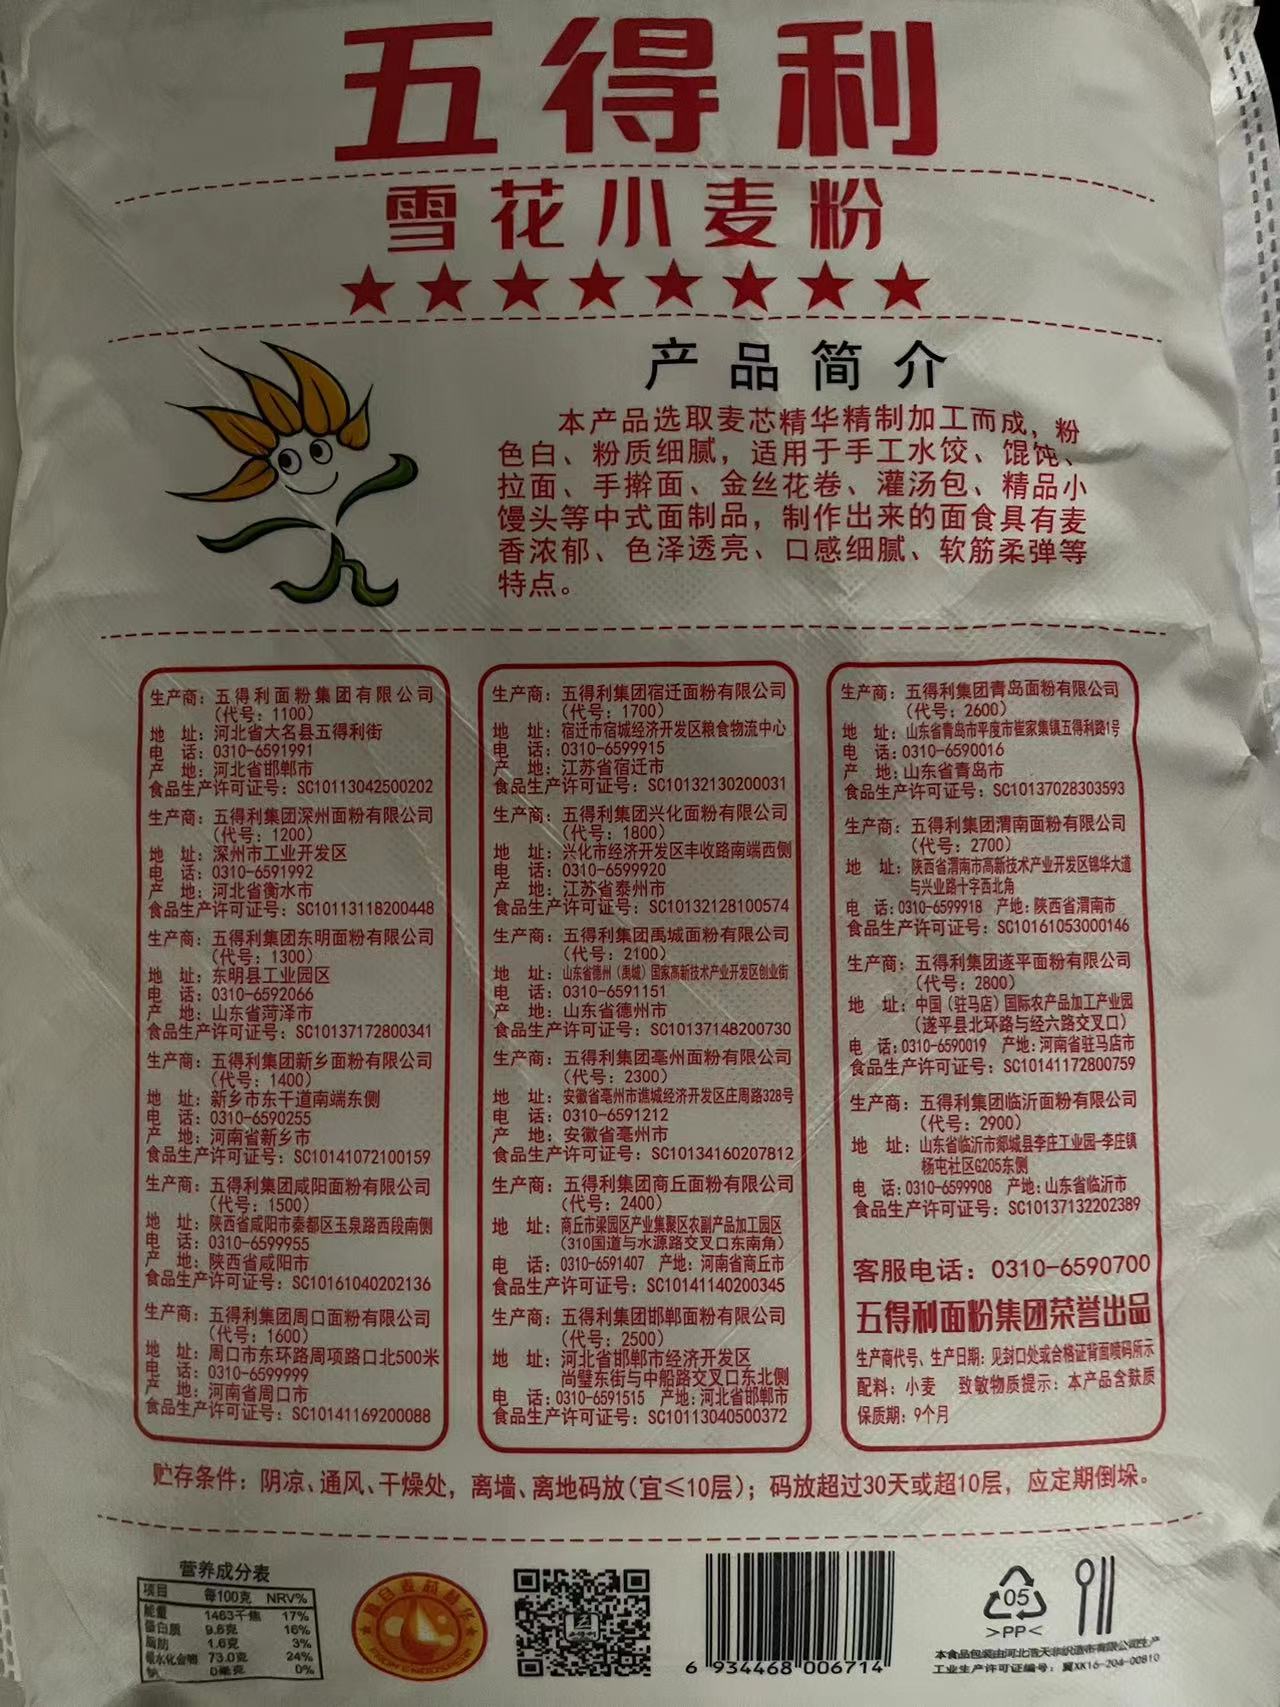 五得利
雪花小麦粉
产品简介
本产品选取麦芯精华精制加工而成，粉
色白、粉质细腻，适用于手工水饺、馄饨、
拉面、手擀面、金丝花卷、灌汤包、精品小
馒头等中式面制品，制作出来的面食具有麦
香浓郁、色泽透亮、口感细腻、软筋柔弹等
特点。
生产商：五得利面粉集团有限公司
（代号：1100）
地 址：河北省大名县五得利街
电 话：0310-6591991
产 地：河北省邯郸市
食品生产许可证号：SC10113042500202
生产商：五得利集团深州面粉有限公司
（代号：1200）
地 址：深州市工业开发区
电 话：0310-6591992
产 地：河北省衡水市
食品生产许可证号：SC10113118200448
生产商：五得利集团东明面粉有限公司
（代号：1300）
地 址：东明县工业园区
电 话：0310-6592066
产 地：山东省菏泽市
食品生产许可证号：SC10137172800341
生产商：五得利集团新乡面粉有限公司
（代号：1400）
地 址：新乡市东干道南端东侧
电 话：0310-6590255
产 地：河南省新乡市
食品生产许可证号：SC10141072100159
生产商：五得利集团咸阳面粉有限公司
（代号：1500）
地 址：陕西省咸阳市秦都区玉泉路西段南侧
电 话：0310-6599955
产 地：陕西省咸阳市
食品生产许可证号：SC10161040202136
生产商：五得利集团周口面粉有限公司
（代号：1600）
地 址：周口市东环路周项路口北500米
电 话：0310-6599999
产 地：河南省周口市
食品生产许可证号：SC10141169200088
生产商：五得利集团宿迁面粉有限公司
（代号：1700）
地 址：宿迁市宿城经济开发区粮食物流中心
电 话：0310-6599915
产 地：江苏省宿迁市
食品生产许可证号：SC10132130200031
生产商：五得利集团兴化面粉有限公司
（代号：1800）
地 址：兴化市经济开发区丰收路南端西侧
电 话：0310-6599920
产 地：江苏省泰州市
食品生产许可证号：SC10132128100574
生产商：五得利集团禹城面粉有限公司
（代号：2100）
地 址：山东省德州（禹城）国家高新技术产业开发区创业街
电 话：0310-6591151
产 地：山东省德州市
食品生产许可证号：SC10137148200730
生产商：五得利集团亳州面粉有限公司
（代号：2300）
地 址：安徽省亳州市谯城经济开发区庄周路328号
电 话：0310-6591212
产 地：安徽省亳州市
食品生产许可证号：SC10134160207812
生产商：五得利集团商丘面粉有限公司
（代号：2400）
地 址：商丘市梁园区产业集聚区农副产品加工园区
（310国道与水源路交叉口东南角）
电 话：0310-6591407 产地：河南省商丘市
食品生产许可证号：SC10141140200345
生产商：五得利集团邯郸面粉有限公司
（代号：2500）
地 址：河北省邯郸市经济开发区
尚璧东街与中船路交叉口东北侧
电 话：0310-6591515 产地：河北省邯郸市
食品生产许可证号：SC10113040500372
生产商：五得利集团青岛面粉有限公司
（代号：2600）
地 址：山东省青岛市平度市崔家集镇五得利路1号
电 话：0310-6590016
产 地：山东省青岛市
食品生产许可证号：SC10137028303593
生产商：五得利集团渭南面粉有限公司
（代号：2700）
地 址：陕西省渭南市高新技术产业开发区锦华大道
与兴业路十字西北角
电 话：0310-6599918 产地：陕西省渭南市
食品生产许可证号：SC10161053000146
生产商：五得利集团遂平面粉有限公司
（代号：2800）
地 址：中国（驻马店）国际农产品加工产业园
（遂平县北环路与经六路交叉口）
电 话：0310-6590019 产地：河南省驻马店市
食品生产许可证号：SC10141172800759
生产商：五得利集团临沂面粉有限公司
（代号：2900）
地 址：山东省临沂市郯城县李庄工业园-李庄镇
杨屯社区G205东侧
电 话：0310-6599908 产地：山东省临沂市
食品生产许可证号：SC10137132202389
客服电话：0310-6590700
五得利面粉集团荣誉出品
生产商代号、生产日期：见封口处或合格证背面喷码所示
配料：小麦 致敏物质提示：本产品含麸质
保质期：9个月
贮存条件：阴凉、通风、干燥处，离墙、离地码放（宜≤10层）；码放超过30天或超10层，应定期倒垛。
营养成分表
项目 每100克 NRV%
能量 1463千焦 17%
蛋白质 9.6克 16%
脂肪 1.6克 3%
碳水化合物 73.0克 24%
钠 0毫克 0%
FROM ENDOSPERM
6 934468 006714
05
>PP<
本食品包装由河北浩天非织造布有限公司生产
工业生产许可证编号：冀XK16-204-00810